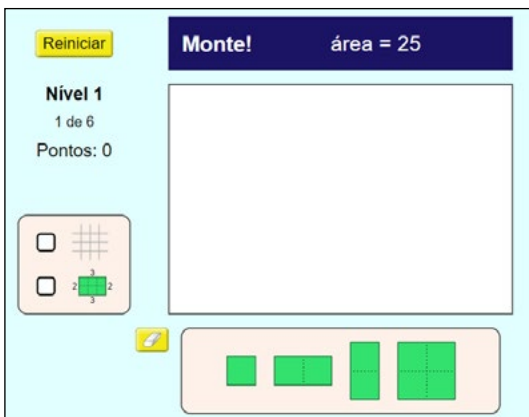 Reiniciar
Monte! área = 25
Nível 1
1 de 6
Pontos: 0
3
2 2
3